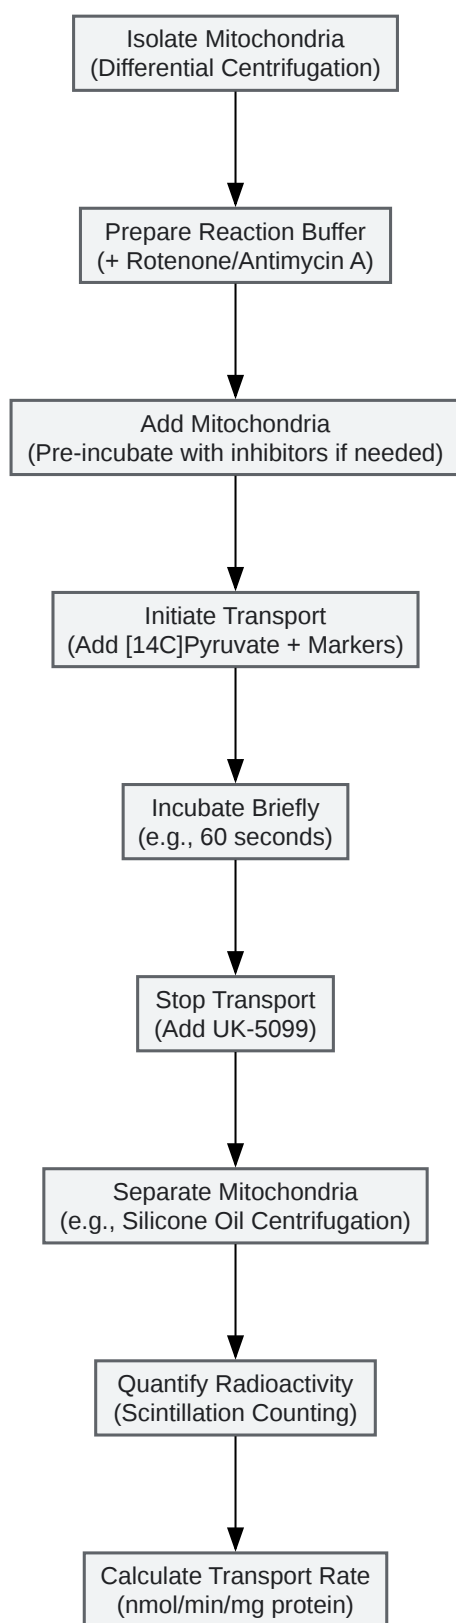 Isolate Mitochondria
(Differential Centrifugation)
Prepare Reaction Buffer
(+ Rotenone/Antimycin A)
Add Mitochondria
(Pre-incubate with inhibitors if needed)
Initiate Transport
(Add [14C]Pyruvate + Markers)
Incubate Briefly
(e.g., 60 seconds)
Stop Transport
(Add UK-5099)
Separate Mitochondria
(e.g., Silicone Oil Centrifugation)
Quantify Radioactivity
(Scintillation Counting)
Calculate Transport Rate
(nmol/min/mg protein)